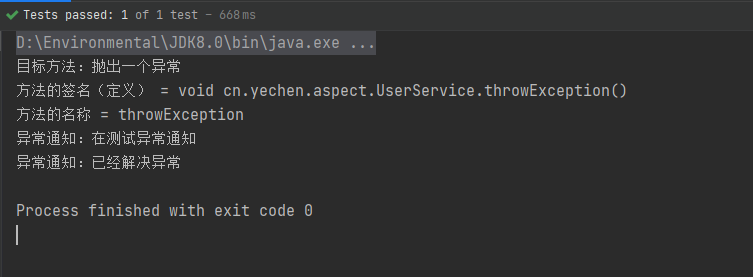 Tests passed: 1 of 1 test – 668 ms
D:\Environmental\JDK8.0\bin\java.exe ...
目标方法：抛出一个异常
方法的签名（定义） = void cn.yechen.aspect.UserService.throwException()
方法的名称 = throwException
异常通知：在测试异常通知
异常通知：已经解决异常
Process finished with exit code 0